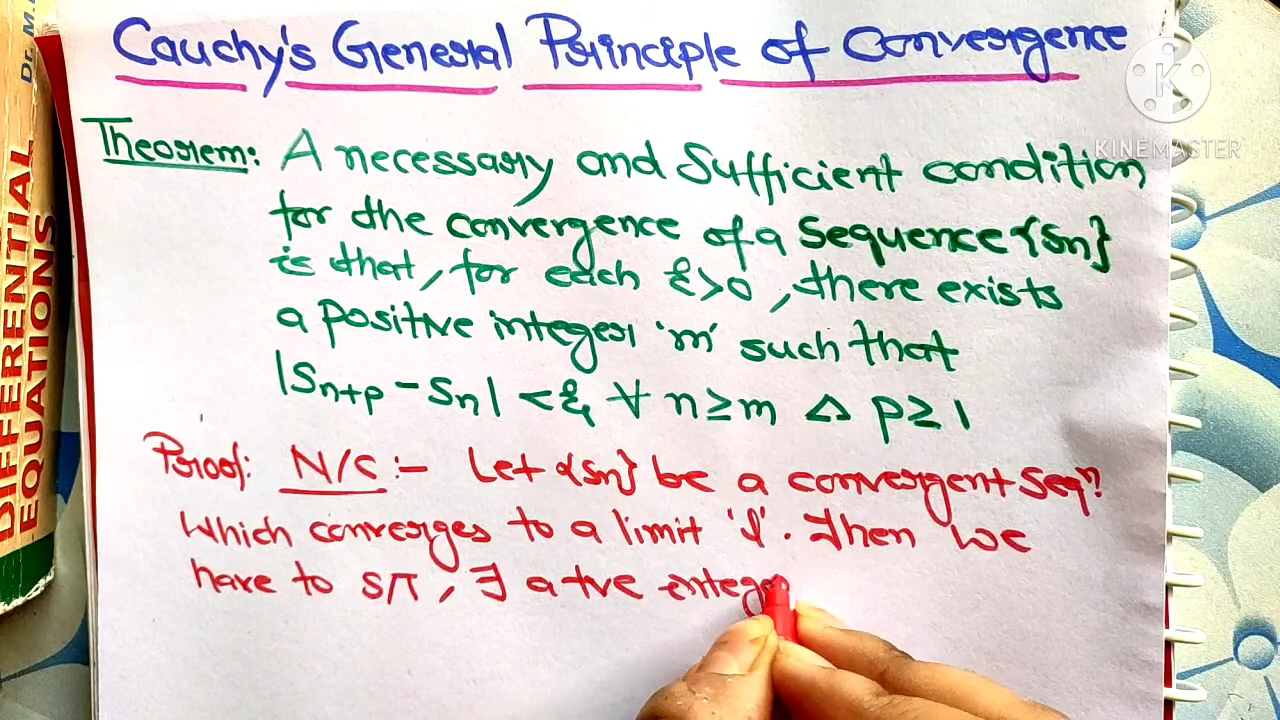 Cauchy's General Principle of Convergence
Theorem: A necessary and Sufficient condition
for the convergence of a Sequence {Sn}
is that, for each ε>0, there exists
a positive integer 'm' such that
|Sn+p - Sn| < ε, ∀ n ≥ m & p ≥ 1
Proof: N/C :- Let {Sn} be a convergent Seqn
Which converges to a limit 'l'. Then we
have to S/T, ∃ a +ve intege
KINEMASTER
K
DIFFERENTIAL
EQUATIONS
Dr. M.